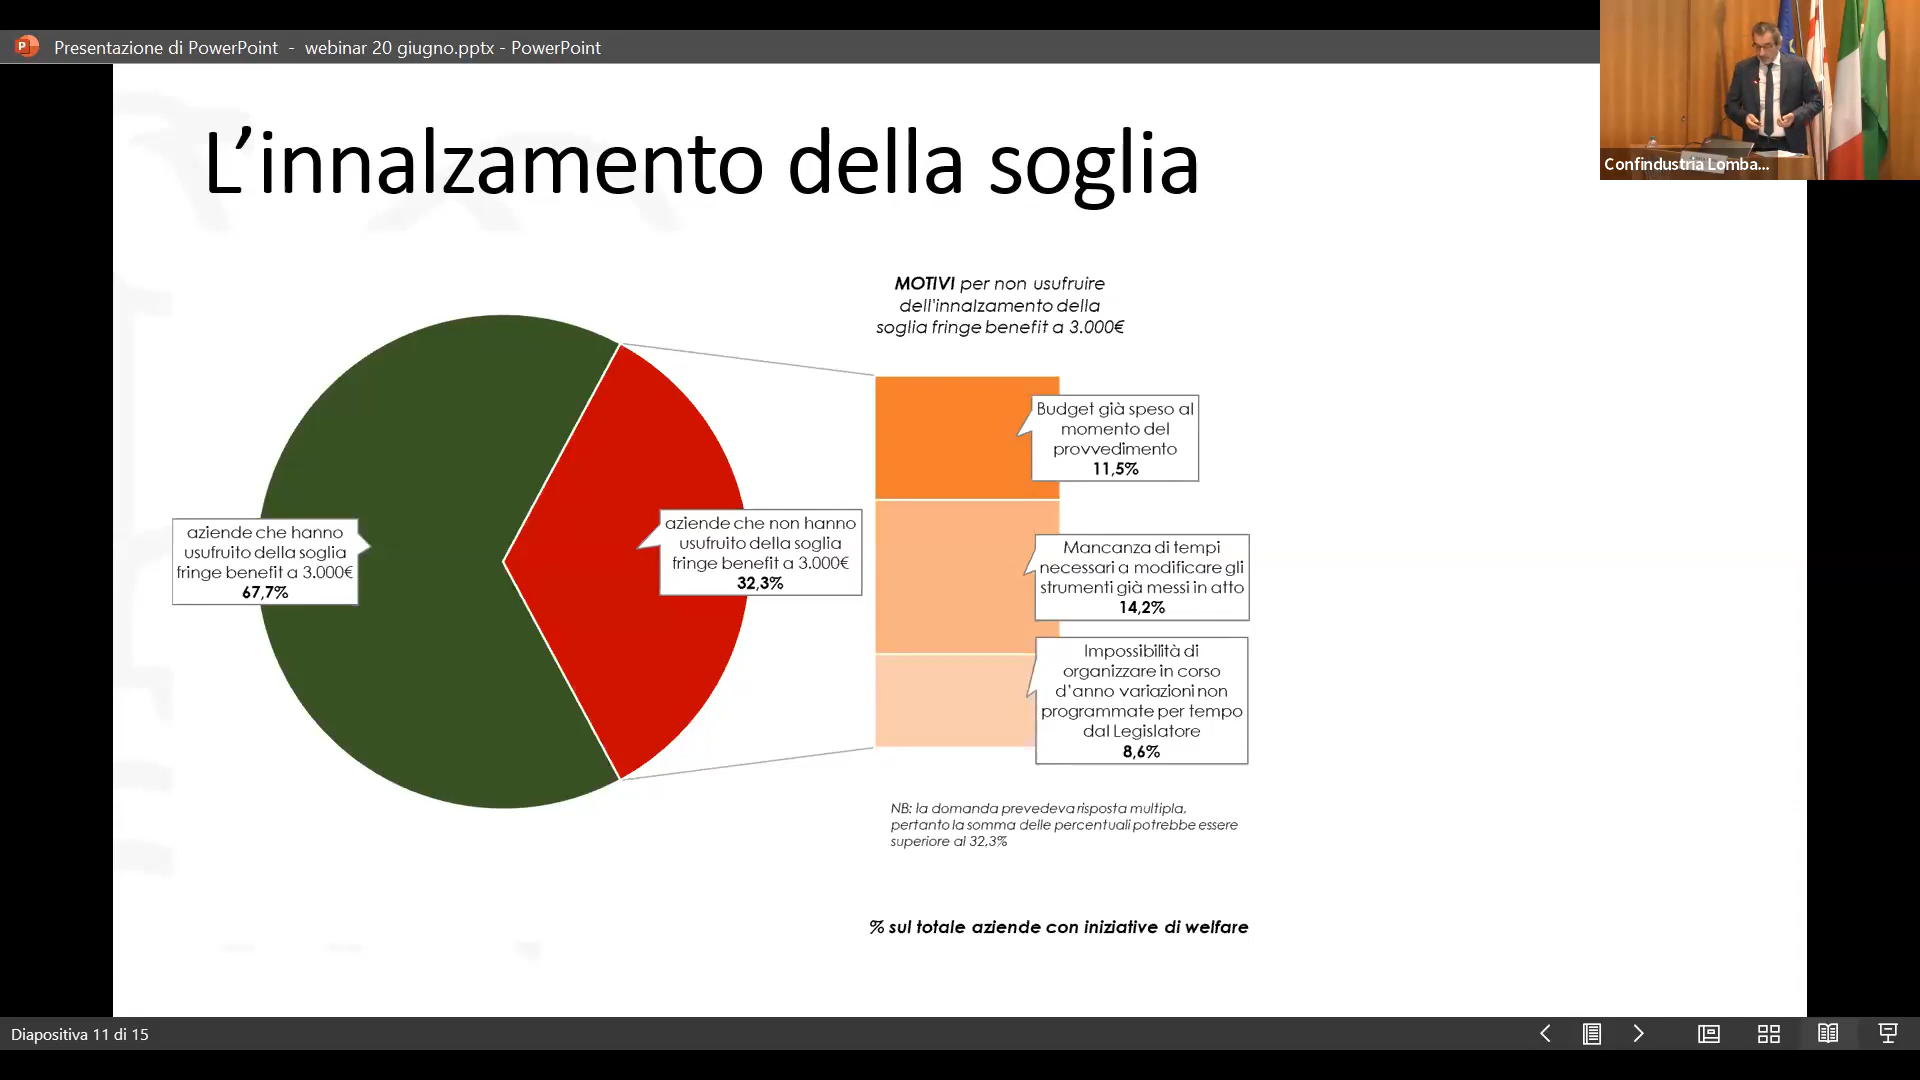 Presentazione di PowerPoint - webinar 20 giugno.pptx - PowerPoint
Confindustria Lomba...
L’innalzamento della soglia
MOTIVI per non usufruire
dell'innalzamento della
soglia fringe benefit a 3.000€
aziende che hanno
usufruito della soglia
fringe benefit a 3.000€
67,7%
aziende che non hanno
usufruito della soglia
fringe benefit a 3.000€
32,3%
Budget già speso al
momento del
provvedimento
11,5%
Mancanza di tempi
necessari a modificare gli
strumenti già messi in atto
14,2%
Impossibilità di
organizzare in corso
d’anno variazioni non
programmate per tempo
dal Legislatore
8,6%
NB: la domanda prevedeva risposta multipla,
pertanto la somma delle percentuali potrebbe essere
superiore al 32,3%
% sul totale aziende con iniziative di welfare
Diapositiva 11 di 15